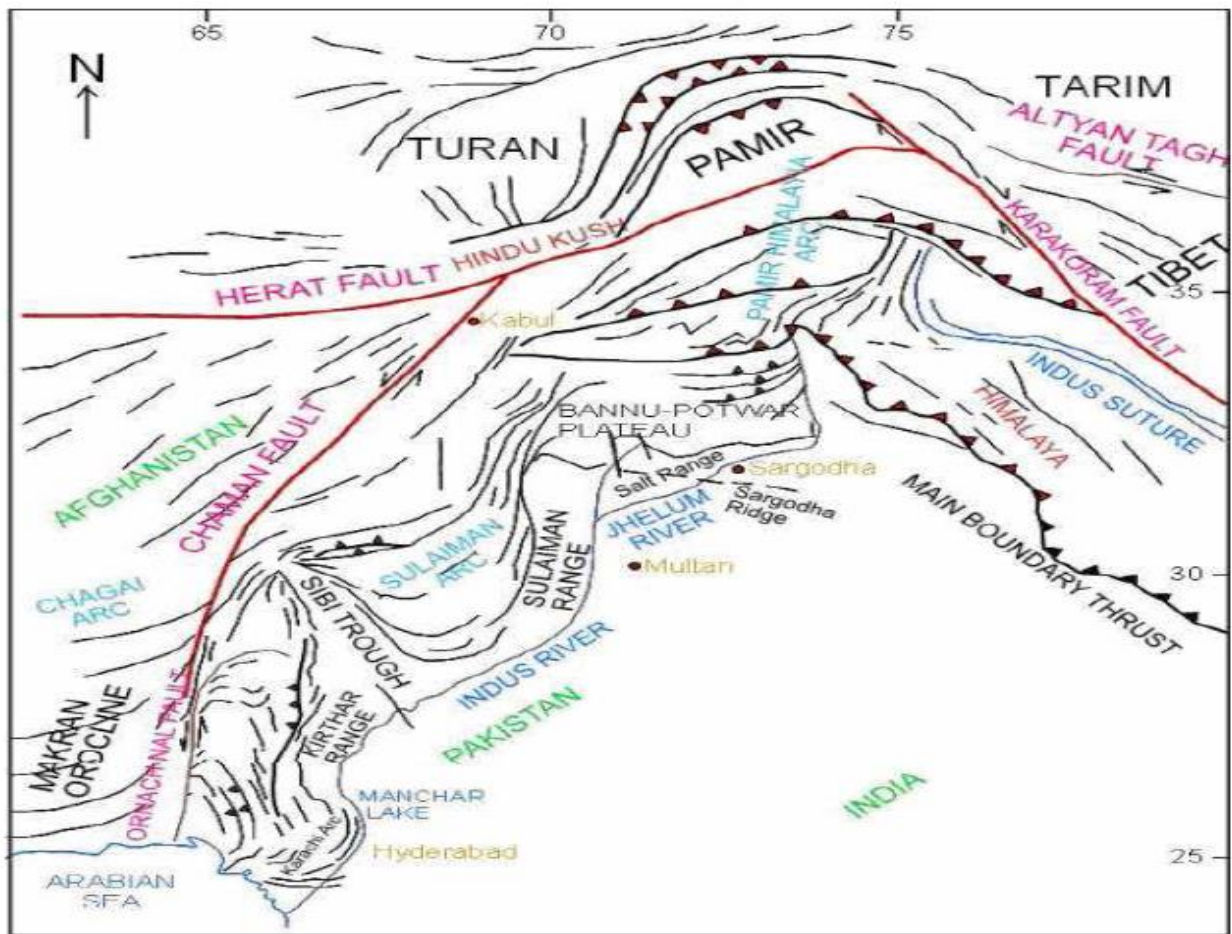 65 70 75
N
TARIM
TURAN
PAMIR
ALTYAN TAGH
FAULT
HINDU KUSH
HERAT FAULT
PAMIR HIMALAYIA
ARC
KARAKORAM FAULT
TIBET
35
Kabul
INDUS SUTURE
HIMALAYA
BANNU-POTWAR
PLATEAU
AFGHANISTAN
CHAMAN FAULT
Salt Range
Sargodha
Sargodha
Ridge
MAIN BOUNDARY THRUST
JHELUM
RIVER
SULAIMAN
ARC
SULAIMAN
RANGE
Multan
30
CHAGAI
ARC
SIBI TROUGH
INDUS RIVER
PAKISTAN
MAKRAN
OROCLYNE
ORNACH NAL FAULT
KIRTHAR
RANGE
INDIA
MANCHAR
LAKE
Karachi Arc
Hyderabad
25
ARABIAN
SEA